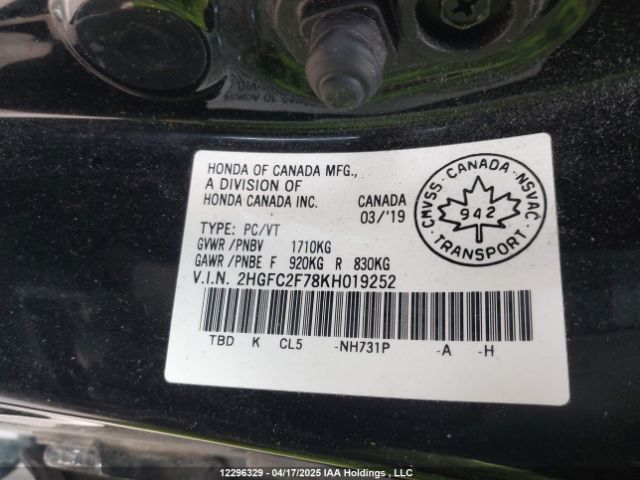 HONDA OF CANADA MFG.,
A DIVISION OF
HONDA CANADA INC. CANADA
03/'19
TYPE: PC/VT
GVWR/PNBV 1710KG
GAWR/PNBE F 920KG R 830KG
V.I.N. 2HGFC2F78KH019252
TBD K CL5 -NH731P -A -H
CMVSS·CANADA·NSVAC
942
TRANSPORT
12296329 - 04/17/2025 IAA Holdings , LLC